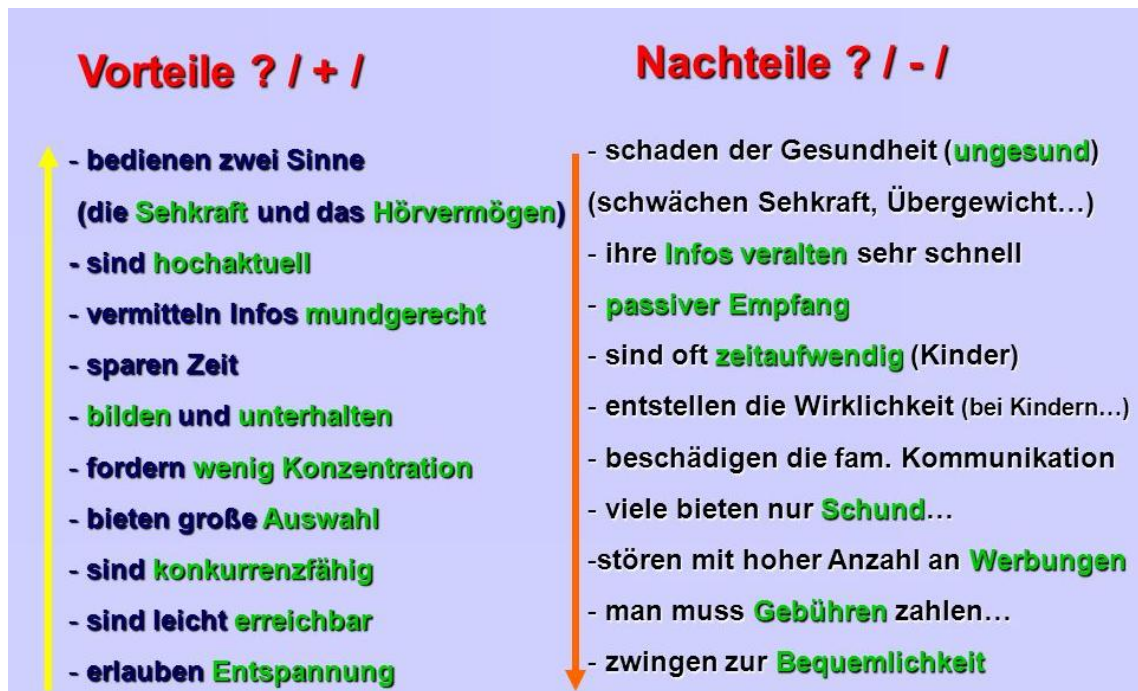 Vorteile ? / + /
- bedienen zwei Sinne
(die Sehkraft und das Hörvermögen)
- sind hochaktuell
- vermitteln Infos mundgerecht
- sparen Zeit
- bilden und unterhalten
- fordern wenig Konzentration
- bieten große Auswahl
- sind konkurrenzfähig
- sind leicht erreichbar
- erlauben Entspannung
Nachteile ? / - /
- schaden der Gesundheit (ungesund)
(schwächen Sehkraft, Übergewicht…)
- ihre Infos veralten sehr schnell
- passiver Empfang
- sind oft zeitaufwendig (Kinder)
- entstellen die Wirklichkeit (bei Kindern…)
- beschädigen die fam. Kommunikation
- viele bieten nur Schund…
-stören mit hoher Anzahl an Werbungen
- man muss Gebühren zahlen…
- zwingen zur Bequemlichkeit